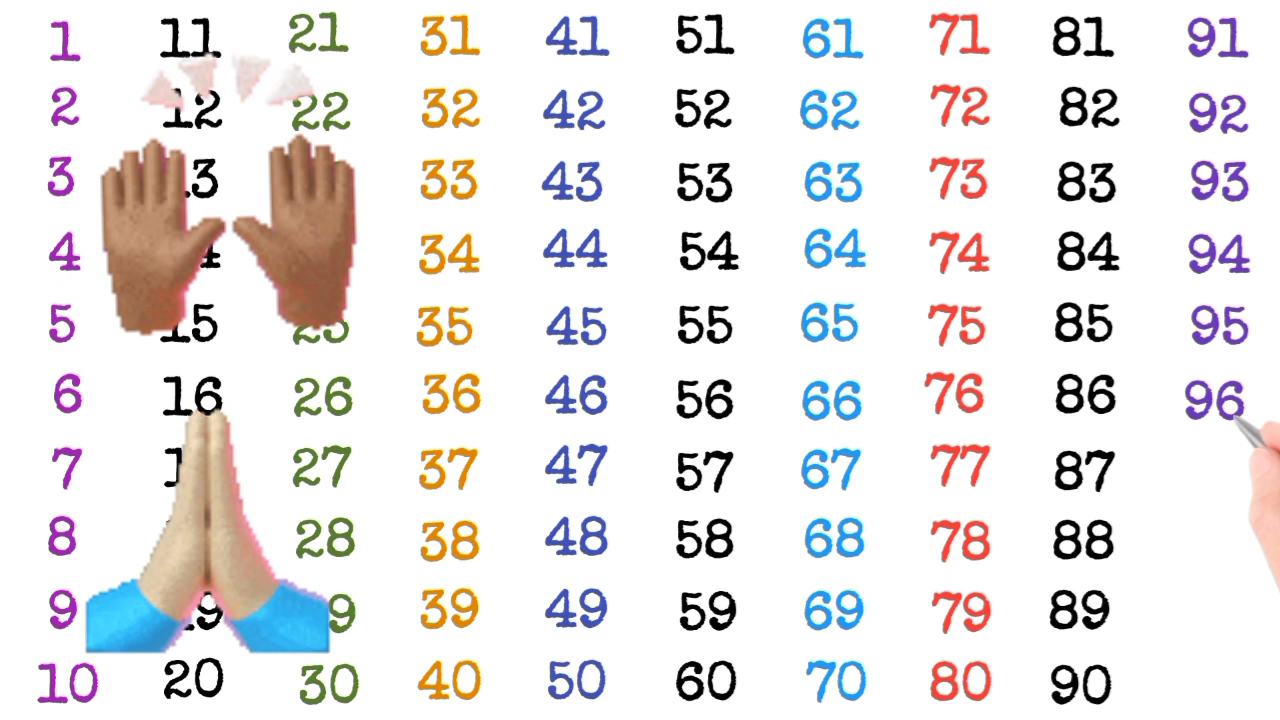 1 11 21 31 41 51 61 71 81 91
2 12 22 32 42 52 62 72 82 92
3 13 33 43 53 63 73 83 93
4 34 44 54 64 74 84 94
5 15 25 35 45 55 65 75 85 95
6 16 26 36 46 56 66 76 86 96
7 27 37 47 57 67 77 87
8 28 38 48 58 68 78 88
9 19 9 39 49 59 69 79 89
10 20 30 40 50 60 70 80 90